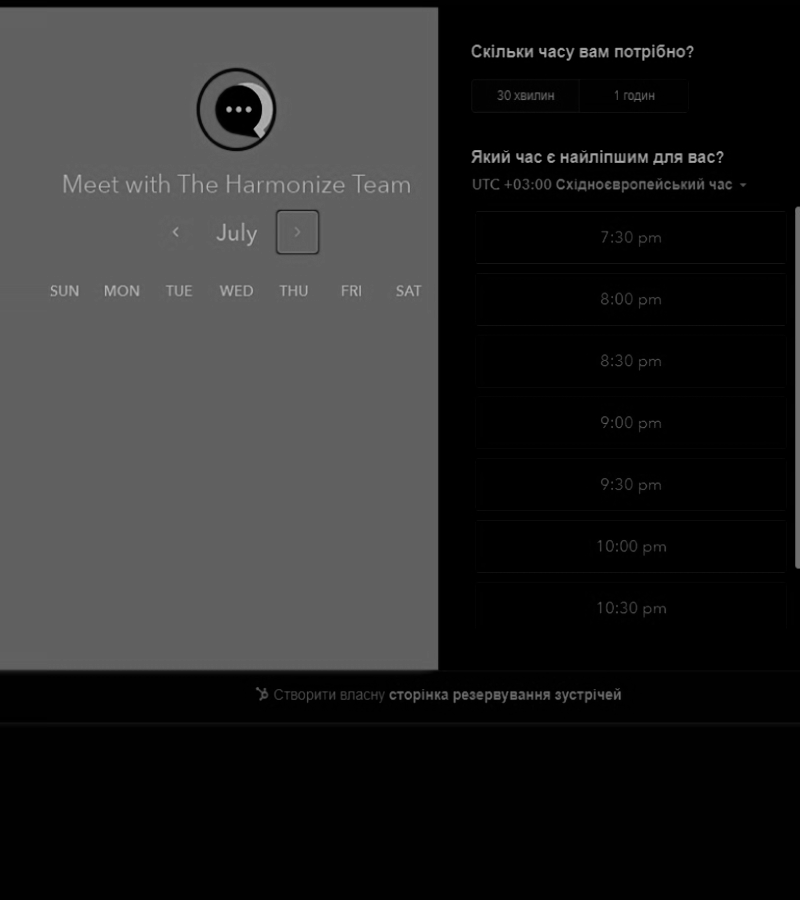 Meet with The Harmonize Team
July
SUN MON TUE WED THU FRI SAT
Скільки часу вам потрібно?
30 хвилин 1 годин
Який час є найліпшим для вас?
UTC +03:00 Східноєвропейський час
7:30 pm
8:00 pm
8:30 pm
9:00 pm
9:30 pm
10:00 pm
10:30 pm
Створити власну сторінка резервування зустрічей